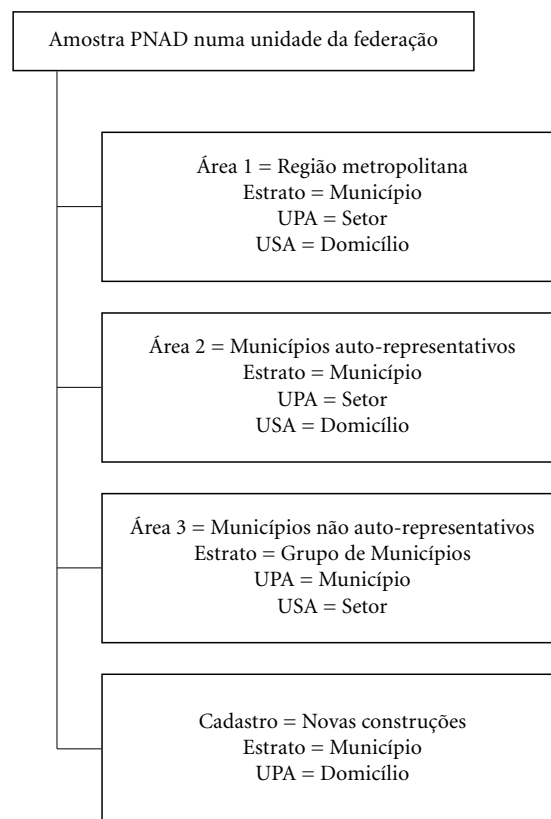 Amostra PNAD numa unidade da federação
Área 1 = Região metropolitana
Estrato = Município
UPA = Setor
USA = Domicílio
Área 2 = Municípios auto-representativos
Estrato = Município
UPA = Setor
USA = Domicílio
Área 3 = Municípios não auto-representativos
Estrato = Grupo de Municípios
UPA = Município
USA = Setor
Cadastro = Novas construções
Estrato = Município
UPA = Domicílio